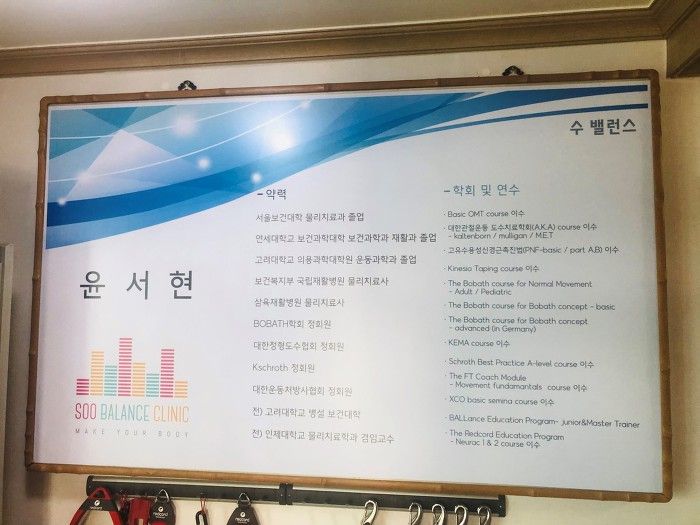 수 밸런스
윤 서 현
SOO BALANCE CLINIC
MAKE YOUR BODY
- 약력
서울보건대학 물리치료과 졸업
연세대학교 보건과학대학 보건과학과 재활과 졸업
고려대학교 의용과학대학원 운동과학과 졸업
보건복지부 국립재활병원 물리치료사
삼육재활병원 물리치료사
BOBATH학회 정회원
대한정형도수협회 정회원
Kschroth 정회원
대한운동처방사협회 정회원
전) 고려대학교 병설 보건대학
전) 인제대학교 물리치료학과 겸임교수
- 학회 및 연수
· Basic OMT course 이수
· 대한관절운동 도수치료학회(A.K.A) course 이수
- kaltenborn / mulligan / M.E.T
· 고유수용성신경근촉진법(PNF-basic / part A,B) 이수
· Kinesio Taping course 이수
· The Bobath course for Normal Movement
- Adult / Pediatric
· The Bobath course for Bobath concept - basic
· The Bobath course for Bobath concept
- advanced (in Germany)
· KEMA course 이수
· Schroth Best Practice A-level course 이수
· The FT Coach Module
- Movement fundamantals course 이수
· XCO basic semina course 이수
· BALLance Education Program- junior&Master Trainer
· The Redcord Education Program
- Neurac 1 & 2 course 이수
redcord